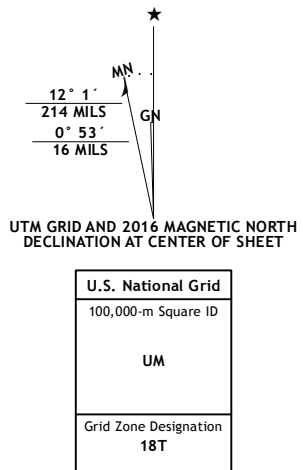 ★
MN
GN
12° 1´
214 MILS
0° 53´
16 MILS
UTM GRID AND 2016 MAGNETIC NORTH
DECLINATION AT CENTER OF SHEET
U.S. National Grid
100,000-m Square ID
UM
Grid Zone Designation
18T